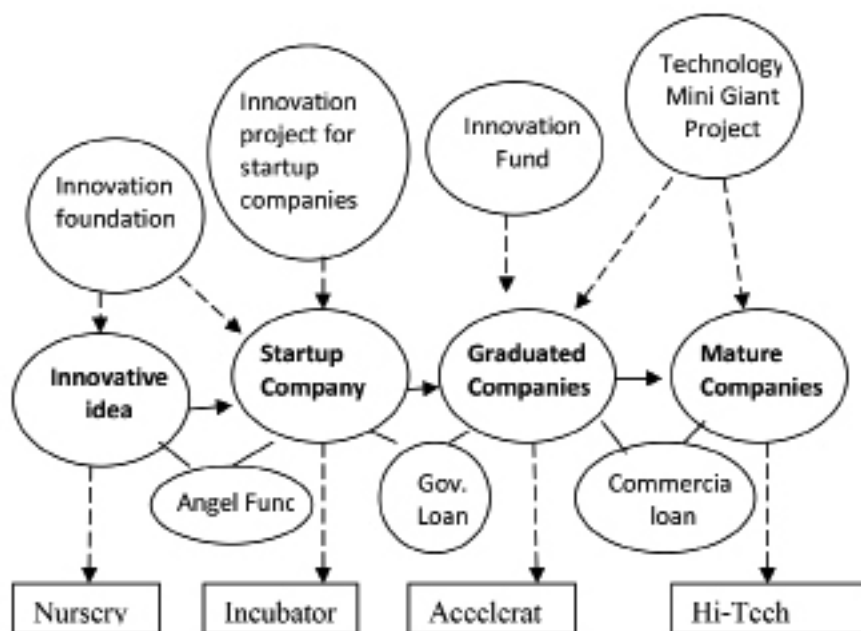 Technology
Mini Giant
Project
Innovation
project for
startup
companies
Innovation
Fund
Innovation
foundation
Startup
Company
Graduated
Companies
Mature
Companies
Innovative
idea
Angel Func
Gov.
Loan
Commercia
loan
Nursery
Incubator
Accelerat
Hi-Tech